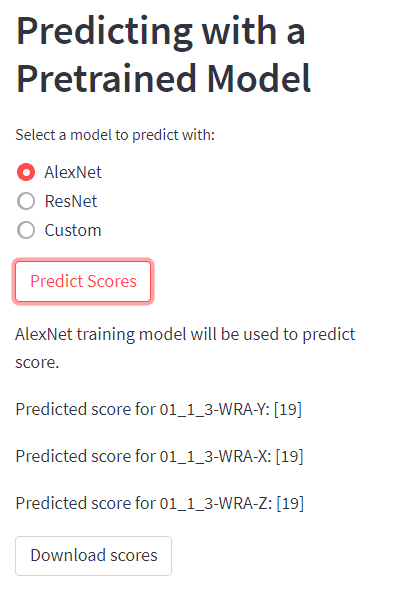 Predicting with a
Pretrained Model
Select a model to predict with:
AlexNet
ResNet
Custom
Predict Scores
AlexNet training model will be used to predict
score.
Predicted score for 01_1_3-WRA-Y: [19]
Predicted score for 01_1_3-WRA-X: [19]
Predicted score for 01_1_3-WRA-Z: [19]
Download scores